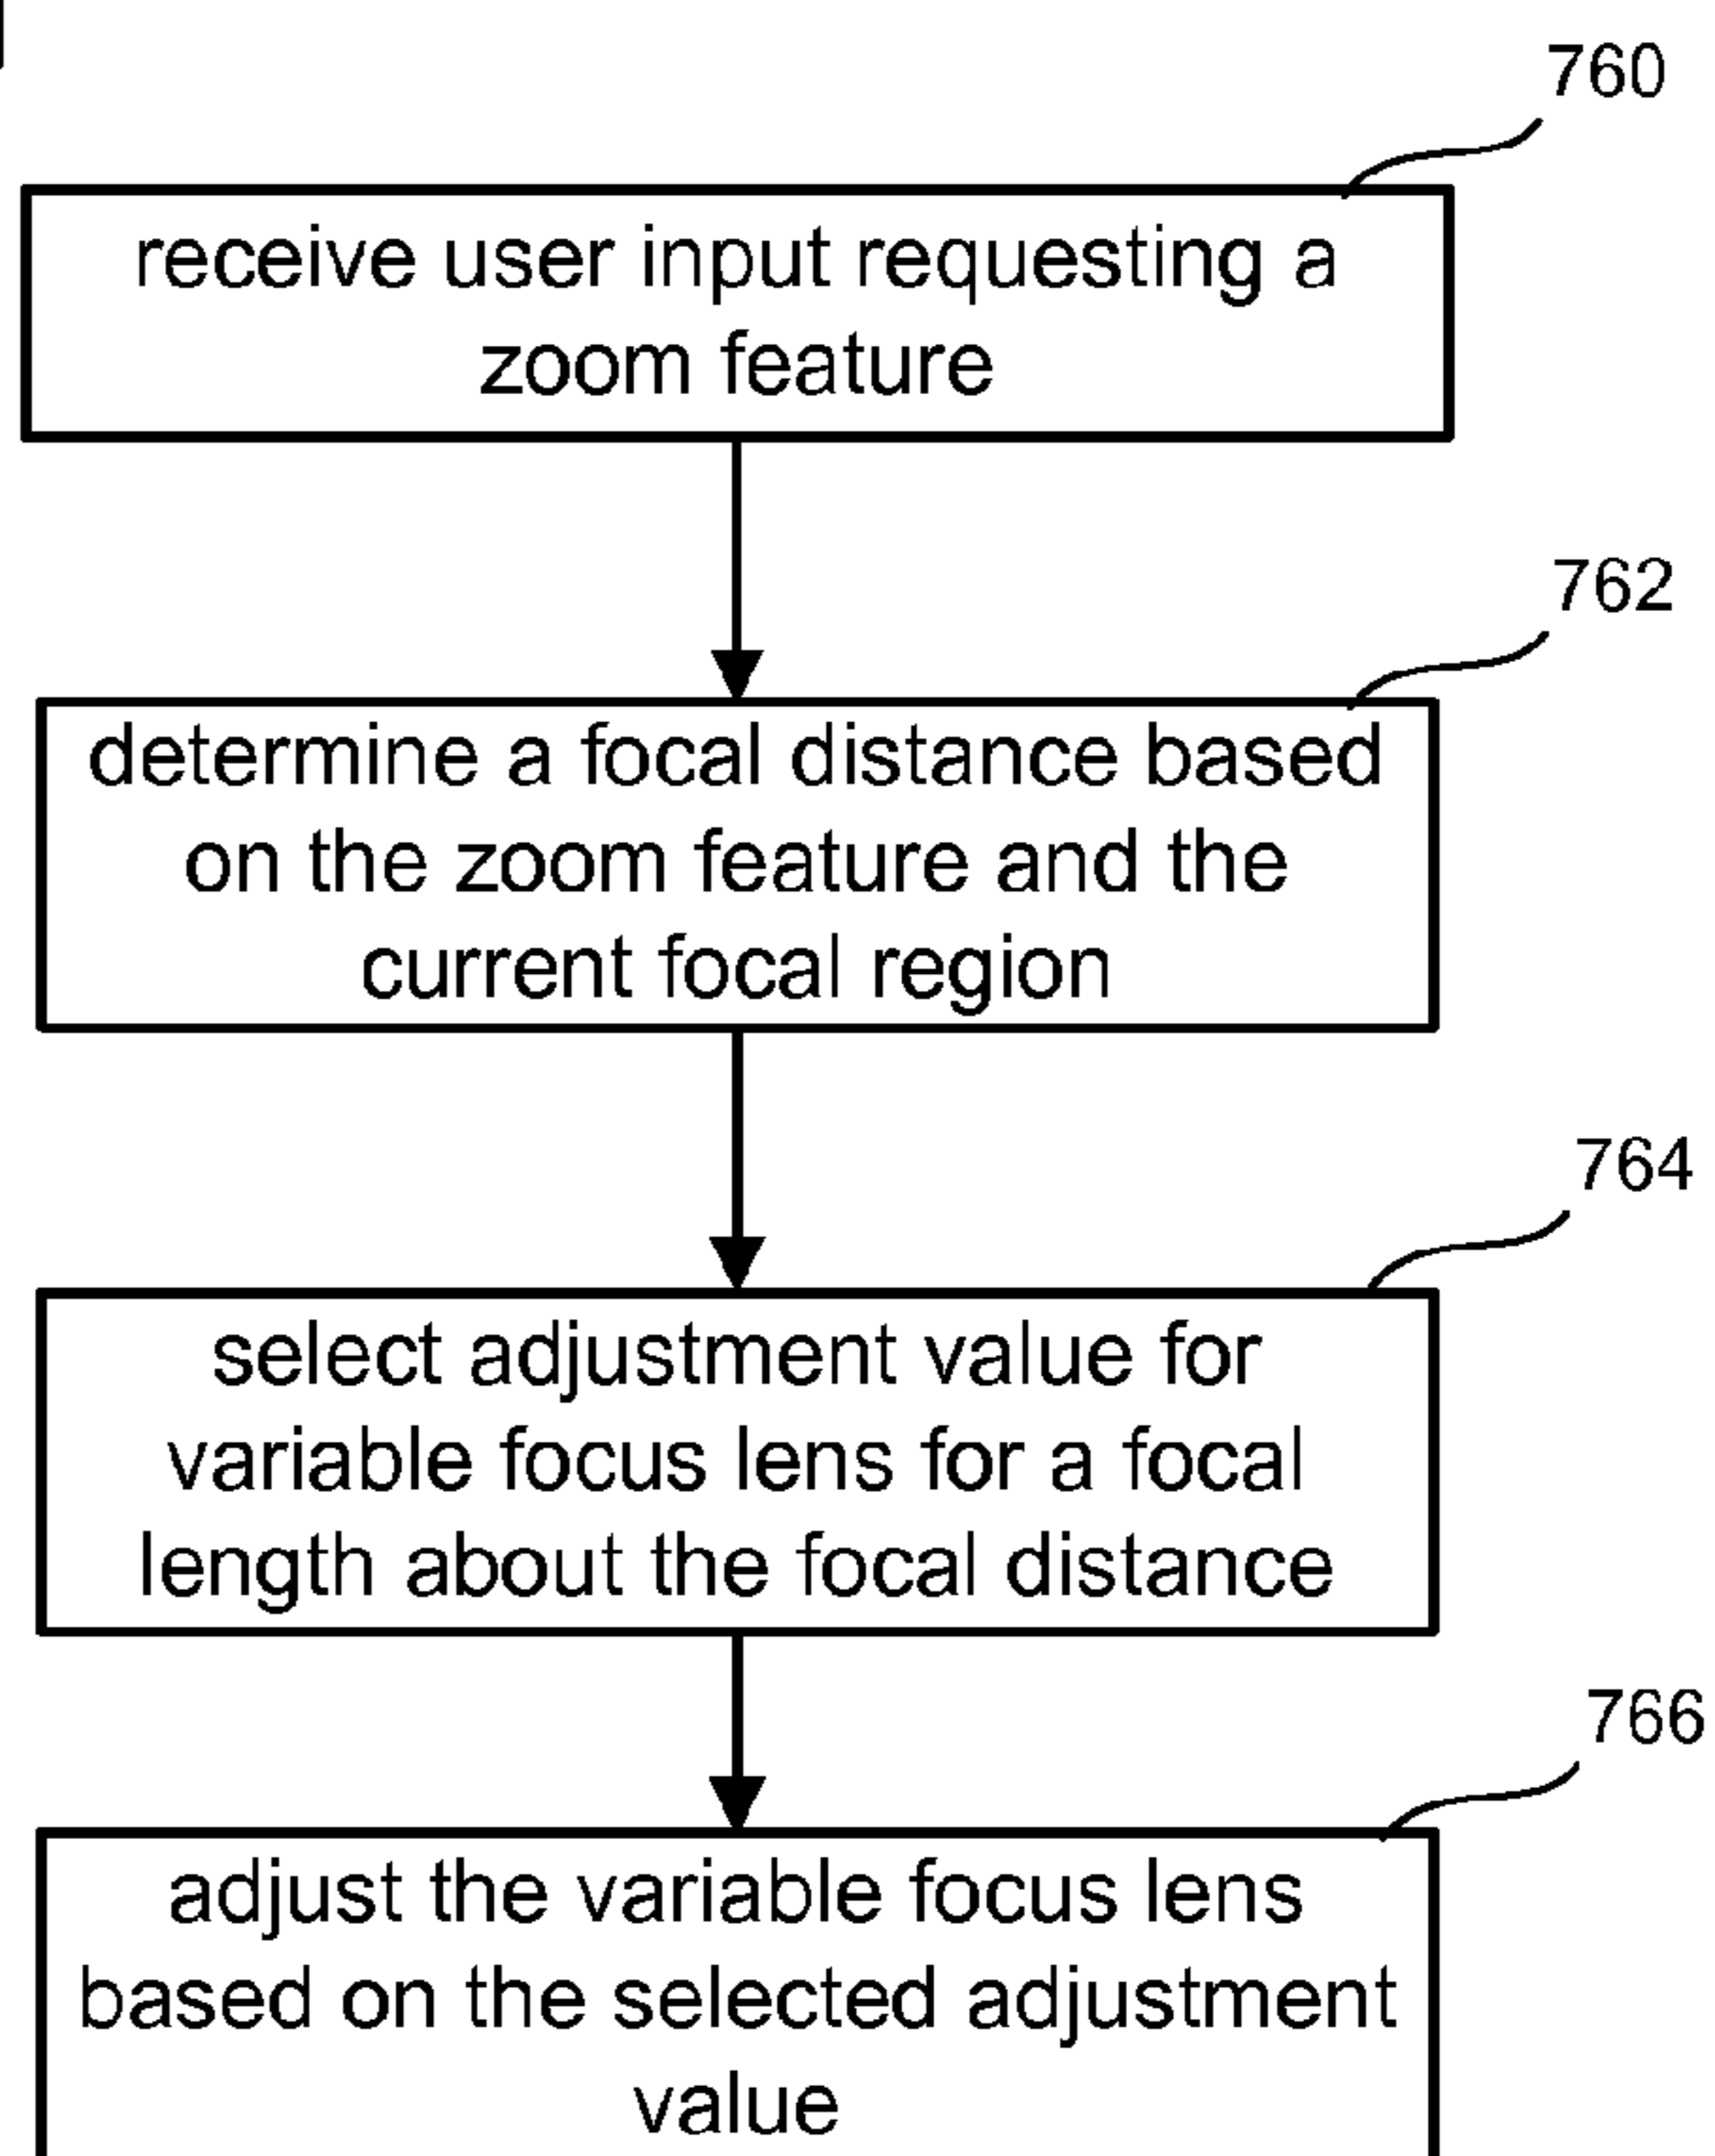 760
receive user input requesting a
zoom feature
762
determine a focal distance based
on the zoom feature and the
current focal region
764
select adjustment value for
variable focus lens for a focal
length about the focal distance
766
adjust the variable focus lens
based on the selected adjustment
value